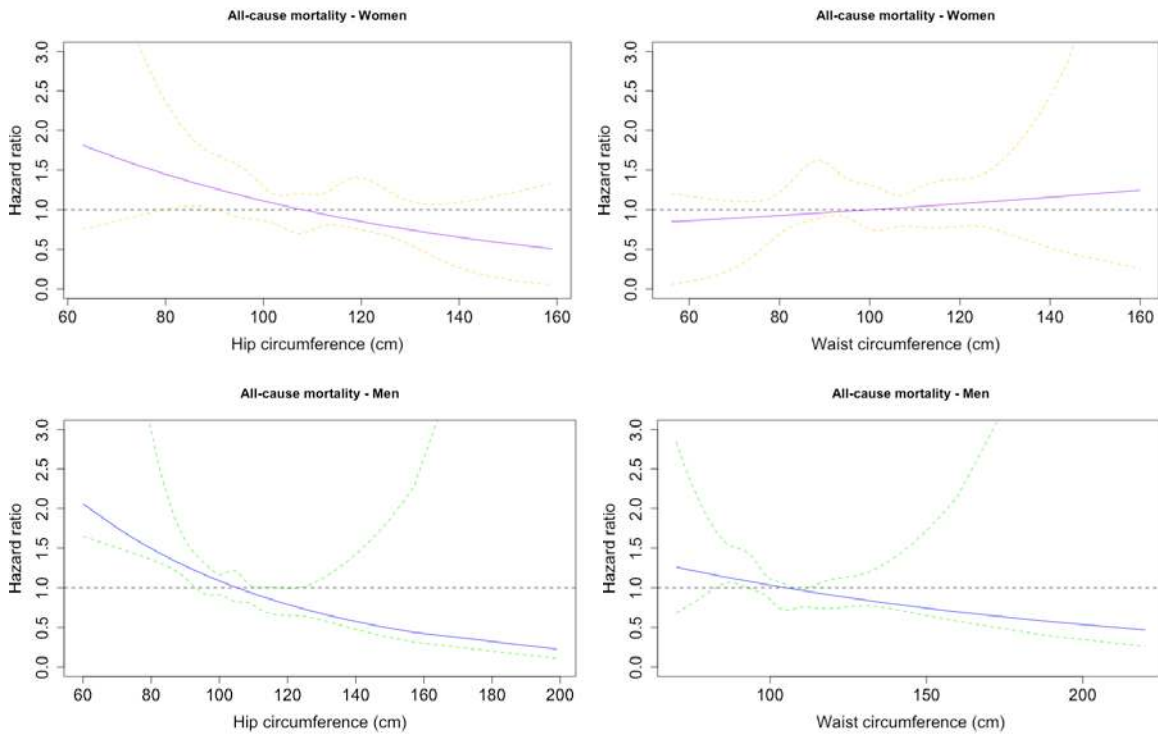 All-cause mortality - Women
Hazard ratio
3.0
2.5
2.0
1.5
1.0
0.5
0.0
60 80 100 120 140 160
Hip circumference (cm)
All-cause mortality - Women
Hazard ratio
3.0
2.5
2.0
1.5
1.0
0.5
0.0
60 80 100 120 140 160
Waist circumference (cm)
All-cause mortality - Men
Hazard ratio
3.0
2.5
2.0
1.5
1.0
0.5
0.0
60 80 100 120 140 160 180 200
Hip circumference (cm)
All-cause mortality - Men
Hazard ratio
3.0
2.5
2.0
1.5
1.0
0.5
0.0
100 150 200
Waist circumference (cm)